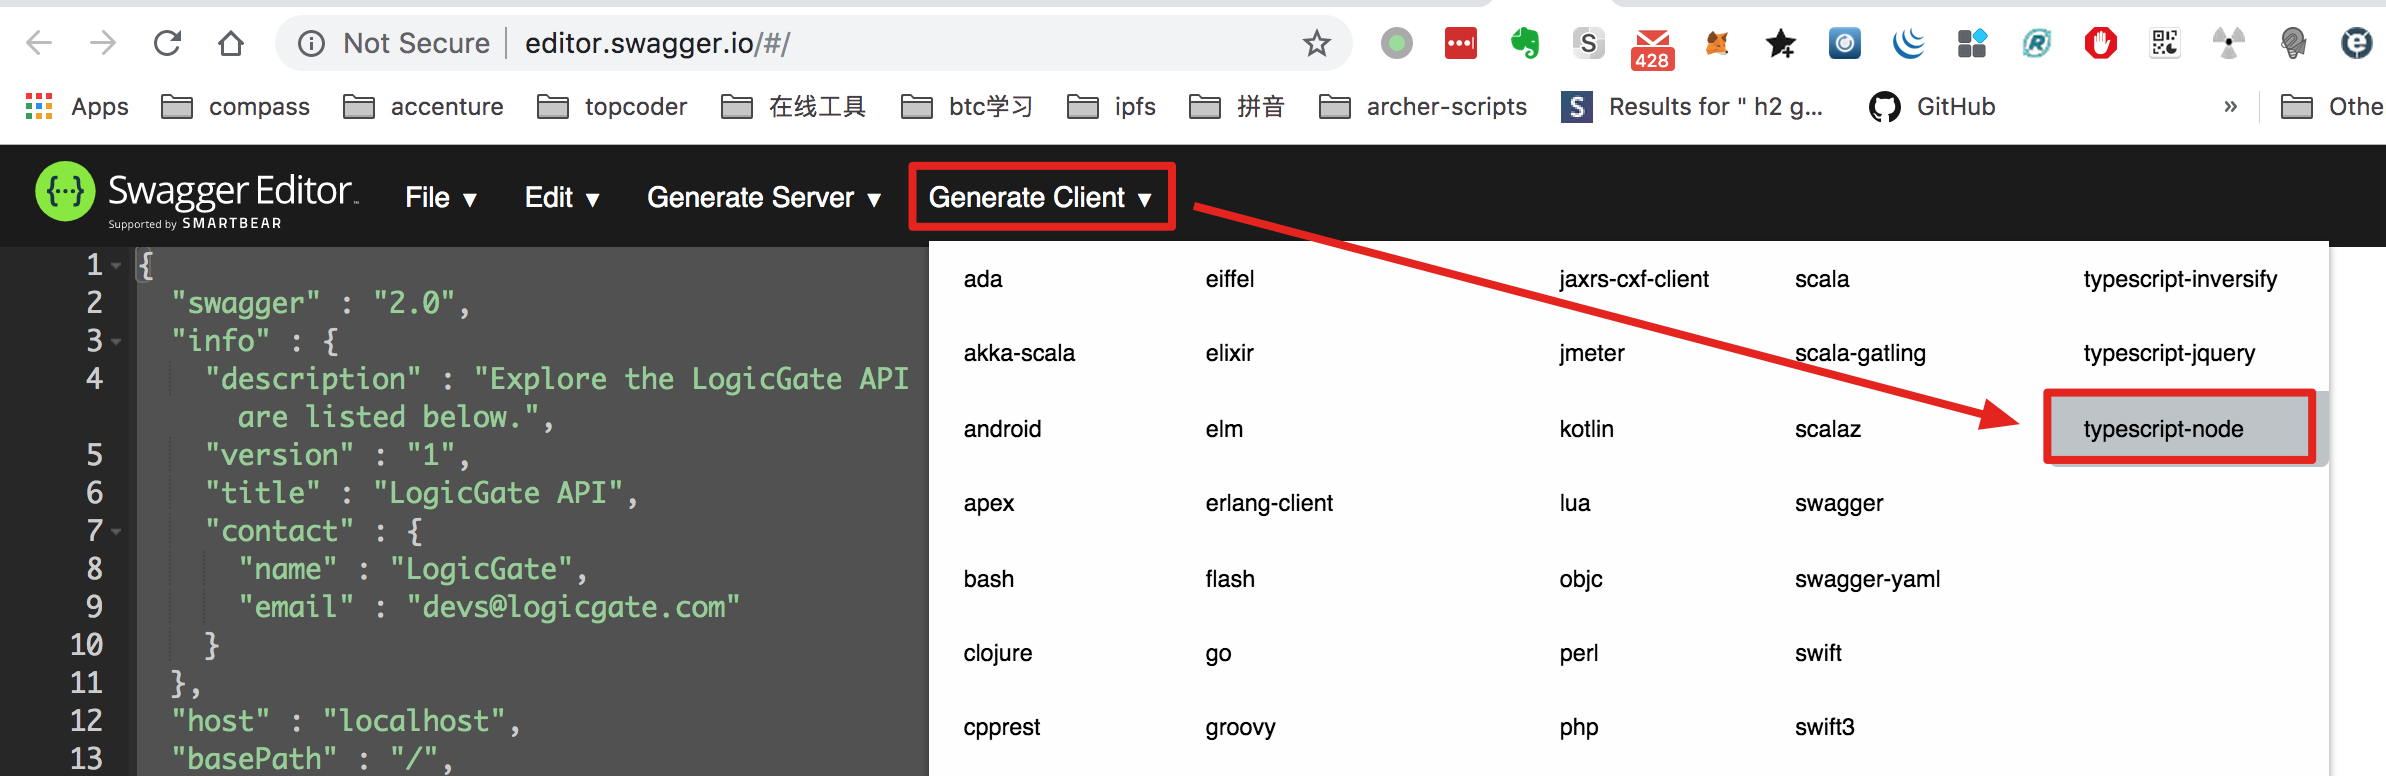 Not Secure editor.swagger.io/#/
S
428
Apps compass accenture topcoder 在线工具 btc学习 ipfs 拼音 archer-scripts S Results for " h2 g... GitHub » Othe
{···} Swagger Editor File ▼ Edit ▼ Generate Server ▼ Generate Client ▼
Supported by SMARTBEAR
1 {
2 "swagger" : "2.0",
3 "info" : {
4 "description" : "Explore the LogicGate API
are listed below.",
5 "version" : "1",
6 "title" : "LogicGate API",
7 "contact" : {
8 "name" : "LogicGate",
9 "email" : "devs@logicgate.com"
10 }
11 },
12 "host" : "localhost",
13 "basePath" : "/",
ada eiffel jaxrs-cxf-client scala typescript-inversify
akka-scala elixir jmeter scala-gatling typescript-jquery
android elm kotlin scalaz typescript-node
apex erlang-client lua swagger
bash flash objc swagger-yaml
clojure go perl swift
cpprest groovy php swift3